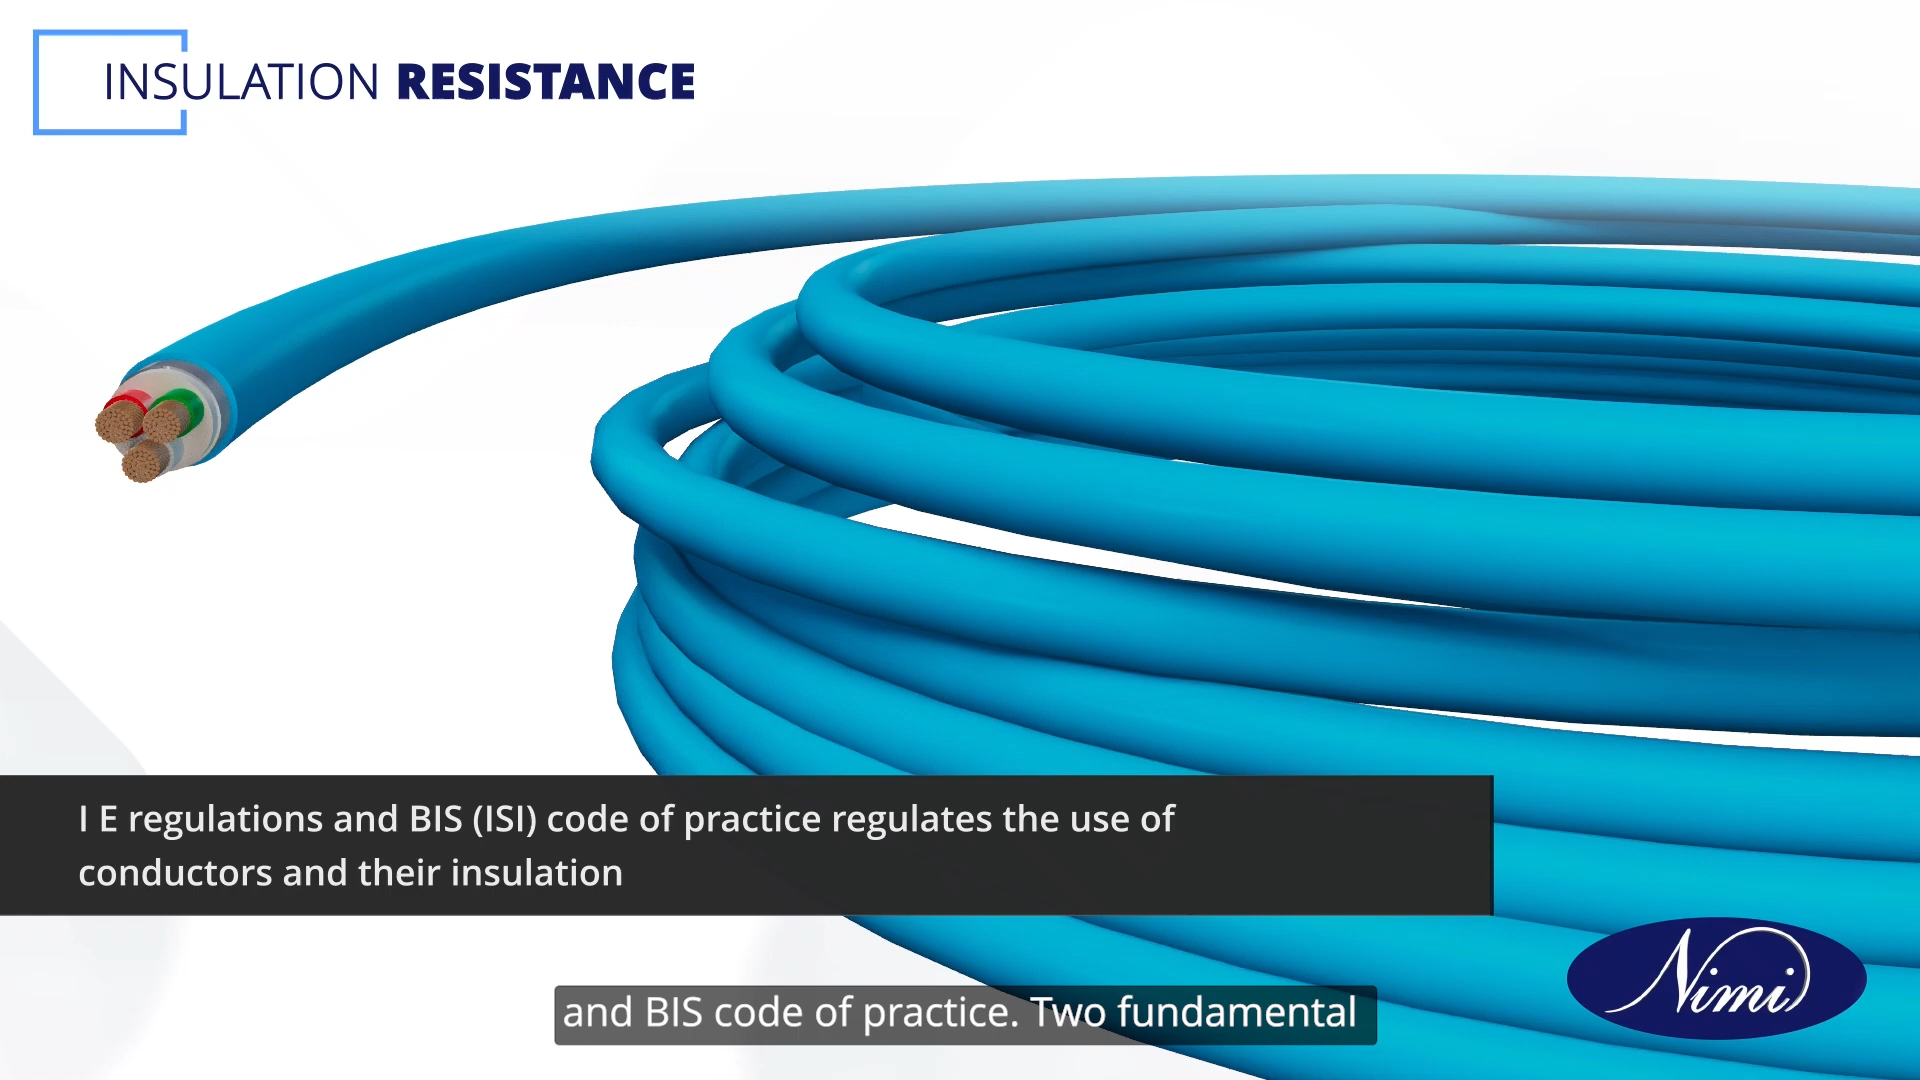 INSULATION RESISTANCE
I E regulations and BIS (ISI) code of practice regulates the use of
conductors and their insulation
Nimi
and BIS code of practice. Two fundamental